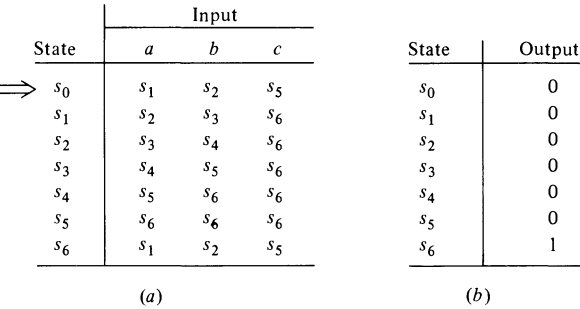 Input
State a b c State Output
s0 s1 s2 s5 s0 0
s1 s2 s3 s6 s1 0
s2 s3 s4 s6 s2 0
s3 s4 s5 s6 s3 0
s4 s5 s6 s6 s4 0
s5 s6 s6 s6 s5 0
s6 s1 s2 s5 s6 1
(a) (b)